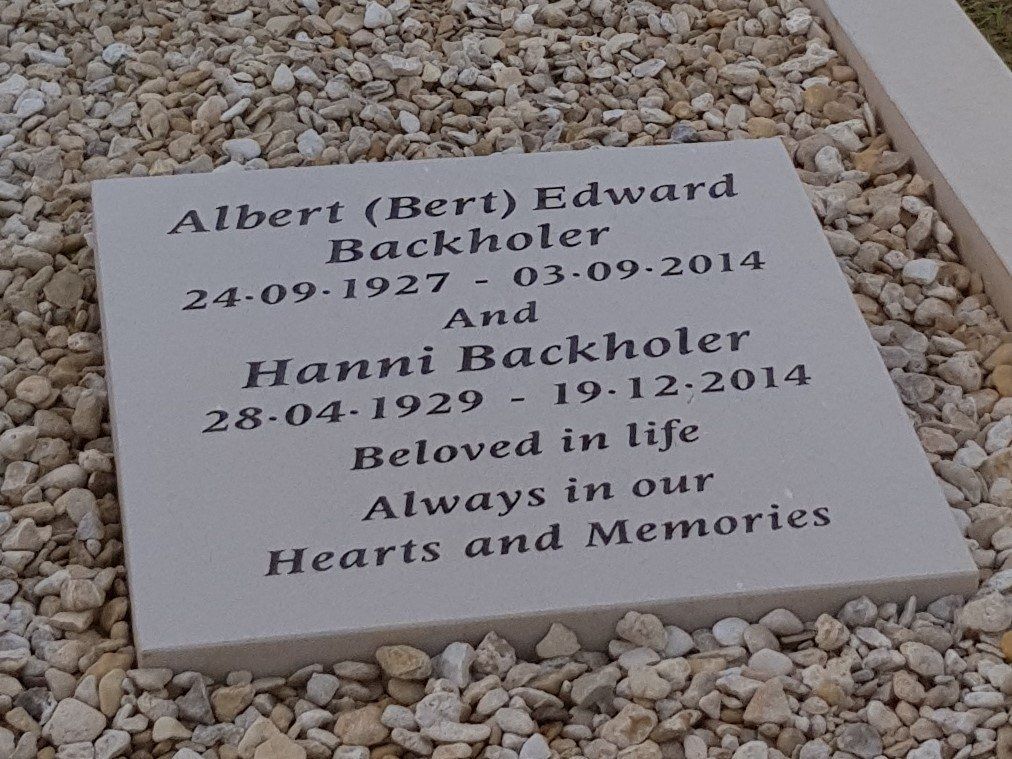 Albert (Bert) Edward
Backholer
24·09·1927 - 03·09·2014
And
Hanni Backholer
28·04·1929 - 19·12·2014
Beloved in life
Always in our
Hearts and Memories